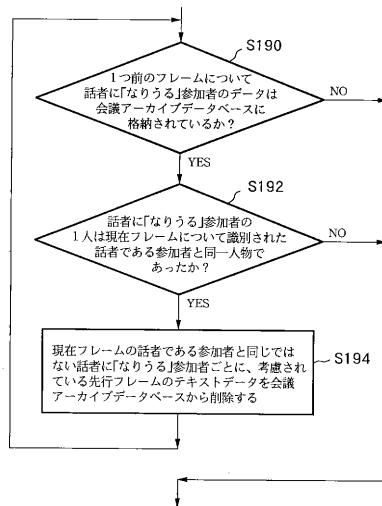 S190
1つ前のフレームについて
話者に「なりうる」参加者のデータは
会議アーカイブデータベースに
格納されているか？
NO
YES
S192
話者に「なりうる」参加者の
1人は現在フレームについて識別された
話者である参加者と同一人物で
あったか？
NO
YES
S194
現在フレームの話者である参加者と同じでは
ない話者に「なりうる」参加者ごとに、考慮され
ている先行フレームのテキストデータを会議
アーカイブデータベースから削除する